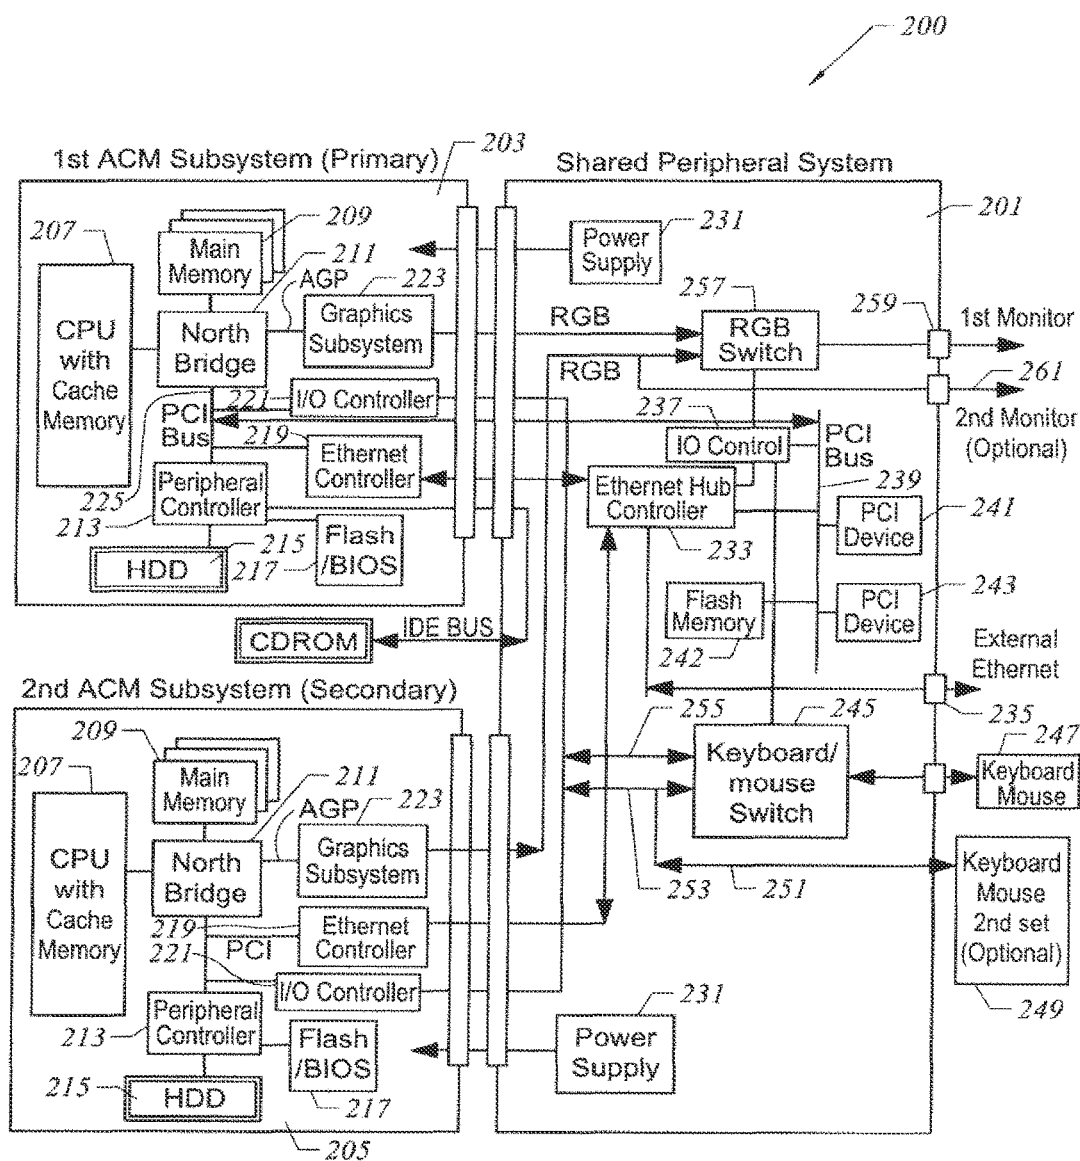 200
1st ACM Subsystem (Primary)
203
Shared Peripheral System
201
207
209
Main
Memory
211
AGP
223
CPU
with
Cache
Memory
North
Bridge
Graphics
Subsystem
221
I/O Controller
PCI
Bus
219
Ethernet
Controller
225
213
Peripheral
Controller
215
217
HDD
Flash
/BIOS
CDROM
IDE BUS
231
Power
Supply
RGB
RGB
257
RGB
Switch
259
1st Monitor
261
2nd Monitor
(Optional)
237
IO Control
PCI
Bus
239
Ethernet Hub
Controller
233
PCI
Device
241
Flash
Memory
242
PCI
Device
243
External
Ethernet
235
255
245
Keyboard/
mouse
Switch
247
Keyboard
Mouse
253
251
Keyboard
Mouse
2nd set
(Optional)
249
2nd ACM Subsystem (Secondary)
207
209
Main
Memory
211
AGP
223
CPU
with
Cache
Memory
North
Bridge
Graphics
Subsystem
219
PCI
Ethernet
Controller
221
I/O Controller
213
Peripheral
Controller
Flash
/BIOS
215
HDD
217
205
231
Power
Supply